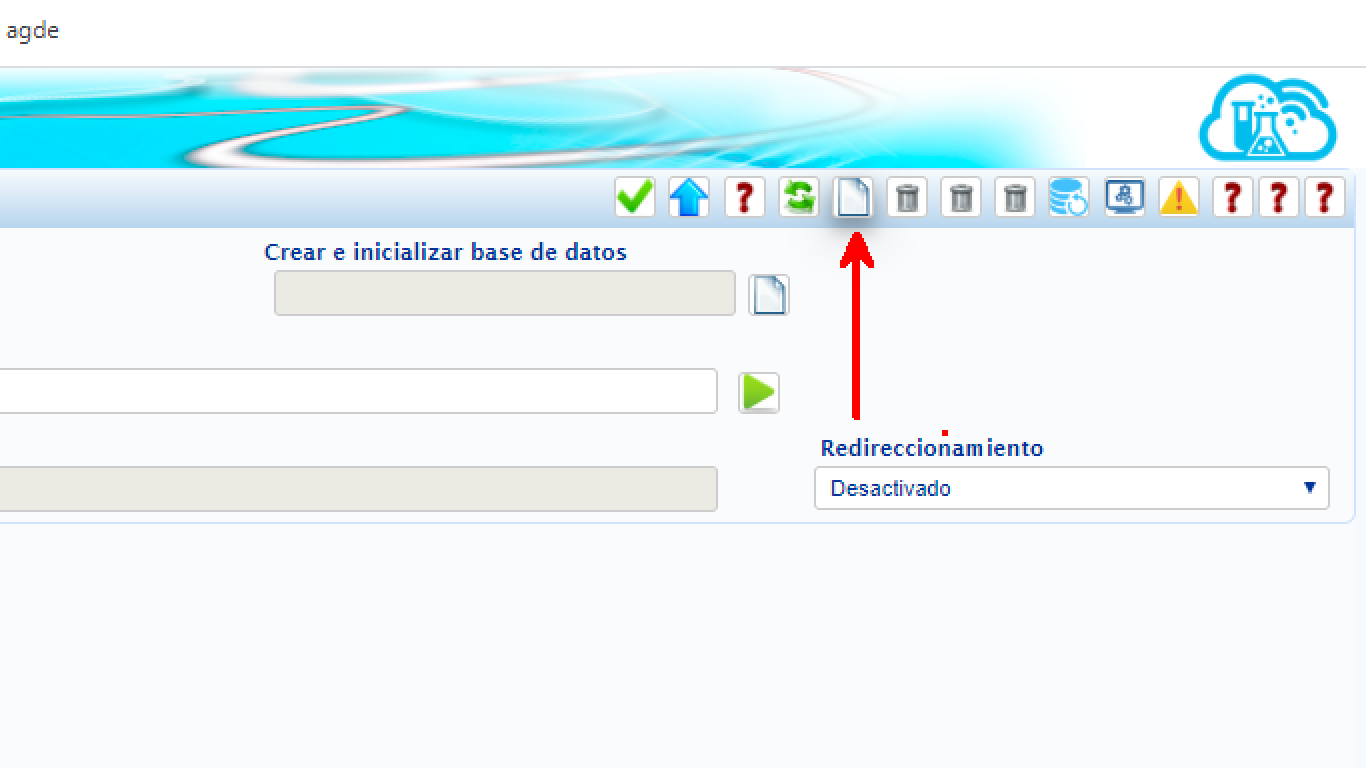 agde
Crear e inicializar base de datos
Redireccionamiento
Desactivado